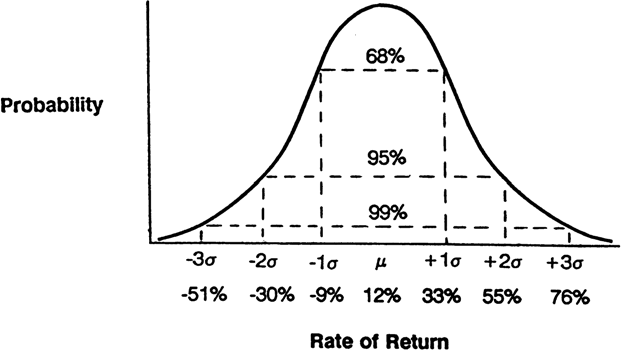 68%
Probability
95%
99%
-3σ -2σ -1σ μ +1σ +2σ +3σ
-51% -30% -9% 12% 33% 55% 76%
Rate of Return